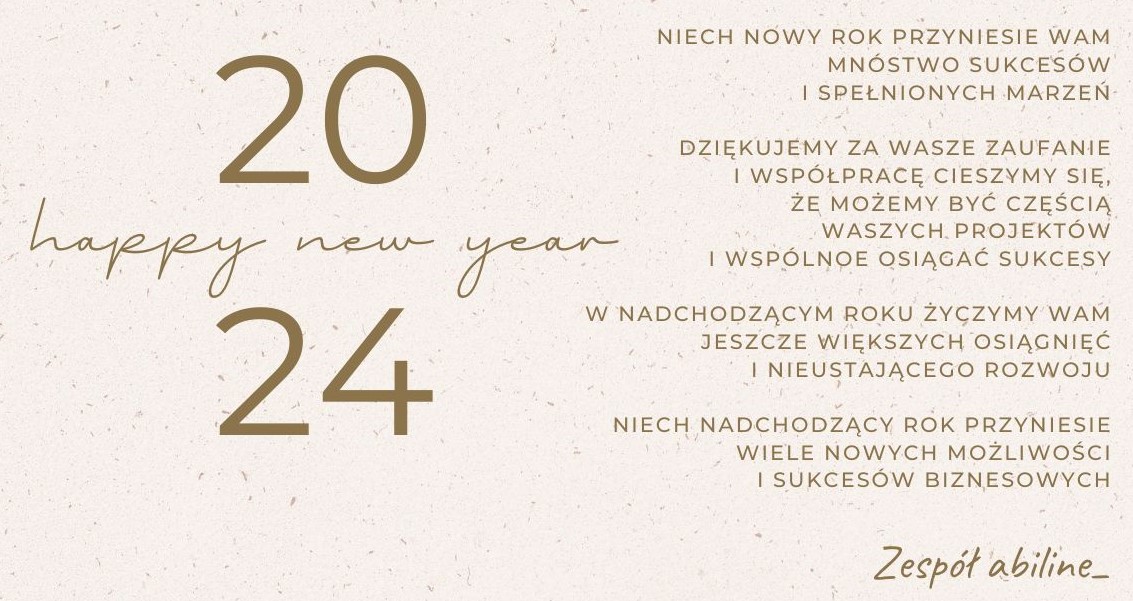 20
happy new year
24
NIECH NOWY ROK PRZYNIESIE WAM
MNÓSTWO SUKCESÓW
I SPEŁNIONYCH MARZEŃ
DZIĘKUJEMY ZA WASZE ZAUFANIE
I WSPÓŁPRACĘ CIESZYMY SIĘ,
ŻE MOŻEMY BYĆ CZĘŚCIĄ
WASZYCH PROJEKTÓW
I WSPÓLNOE OSIĄGAĆ SUKCESY
W NADCHODZĄCYM ROKU ŻYCZYMY WAM
JESZCZE WIĘKSZYCH OSIĄGNIĘĆ
I NIEUSTAJĄCEGO ROZWOJU
NIECH NADCHODZĄCY ROK PRZYNIESIE
WIELE NOWYCH MOŻLIWOŚCI
I SUKCESÓW BIZNESOWYCH
Zespół abiline_